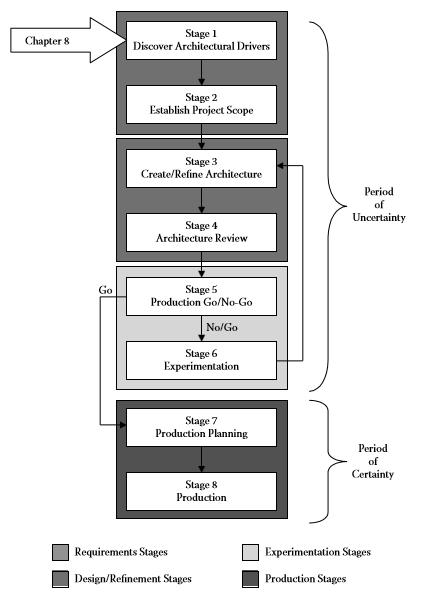 Chapter 8
Stage 1
Discover Architectural Drivers
Stage 2
Establish Project Scope
Stage 3
Create/Refine Architecture
Stage 4
Architecture Review
Period
of
Uncertainty
Go
Stage 5
Production Go/No-Go
No/Go
Stage 6
Experimentation
Stage 7
Production Planning
Stage 8
Production
Period
of
Certainty
Requirements Stages
Experimentation Stages
Design/Refinement Stages
Production Stages